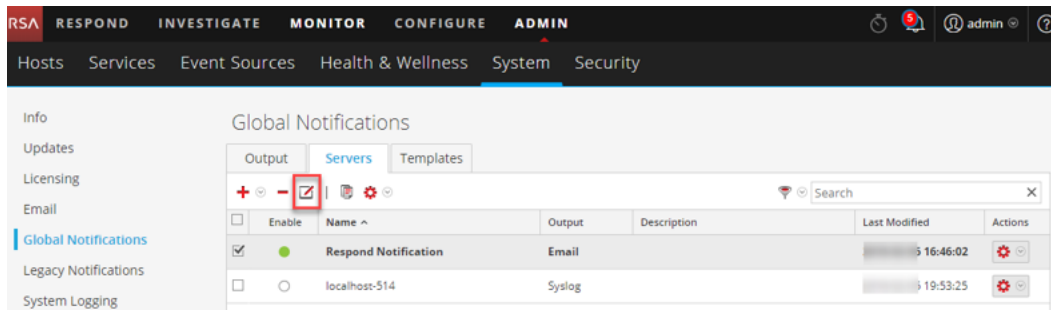 RSA RESPOND INVESTIGATE MONITOR CONFIGURE ADMIN 5 admin ?
Hosts Services Event Sources Health & Wellness System Security
Info
Updates
Licensing
Email
Global Notifications
Legacy Notifications
System Logging
Global Notifications
Output Servers Templates
Search
Enable Name Output Description Last Modified Actions
Respond Notification Email 16:46:02
localhost-514 Syslog 19:53:25